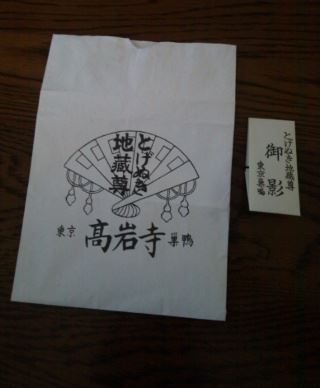 とげぬき
地蔵尊
東京 高岩寺 巣鴨
とげぬき地蔵尊
御影
東京巣鴨